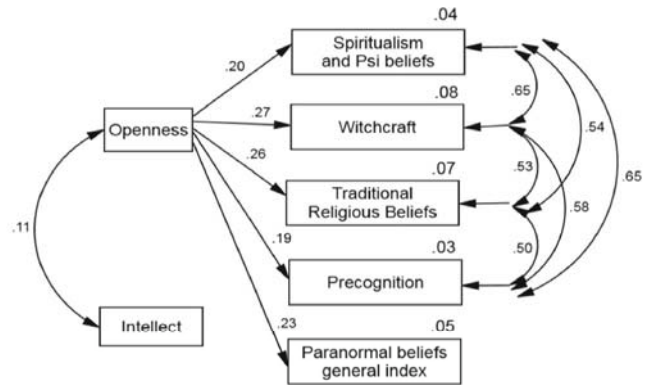 .04
Spiritualism
and Psi beliefs
.20
.65
.08
.27
Openness
Witchcraft
.54
.26
.53
.07
.65
Traditional
Religious Beliefs
.58
.11
.19
.50
.03
Precognition
Intellect
.23
.05
Paranormal beliefs
general index